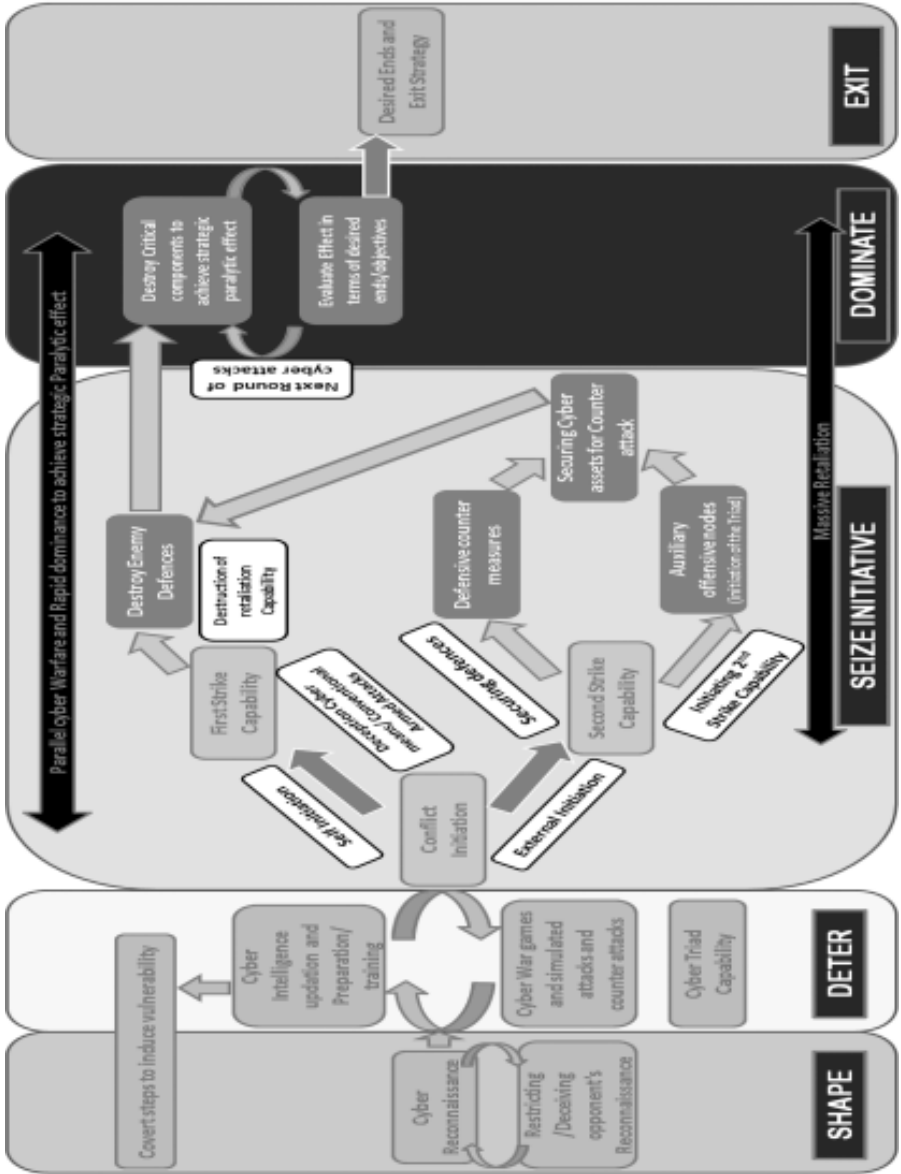 Parallel cyber Warfare and Rapid dominance to achieve strategic Paralytic effect
Covert steps to induce vulnerability
Cyber
Reconnaissance
Restricting
/Deceiving
opponent's
Reconnaissance
SHAPE
Cyber
Intelligence
updation and
Preparation/
training
Cyber War games
and simulated
attacks and
counter attacks
Cyber Triad
Capability
DETER
Conflict
Initiation
Self Initiation
External Initiation
First Strike
Capability
Deception Cyber
means/ Conventional
Armed Attacks
Destroy Enemy
Defences
Destruction of
retaliation
Capability
Second Strike
Capability
Securing defences
Initiating 2nd
Strike Capability
Defensive counter
measures
Auxiliary
offensive nodes
(Initiation of the Triad)
Securing Cyber
assets for Counter
attack
SEIZE INITIATIVE
Massive Retaliation
Next Round of
cyber attacks
Destroy Critical
components to
achieve strategic
paralytic effect
Evaluate Effect in
terms of desired
ends/objectives
DOMINATE
Desired Ends and
Exit Strategy
EXIT